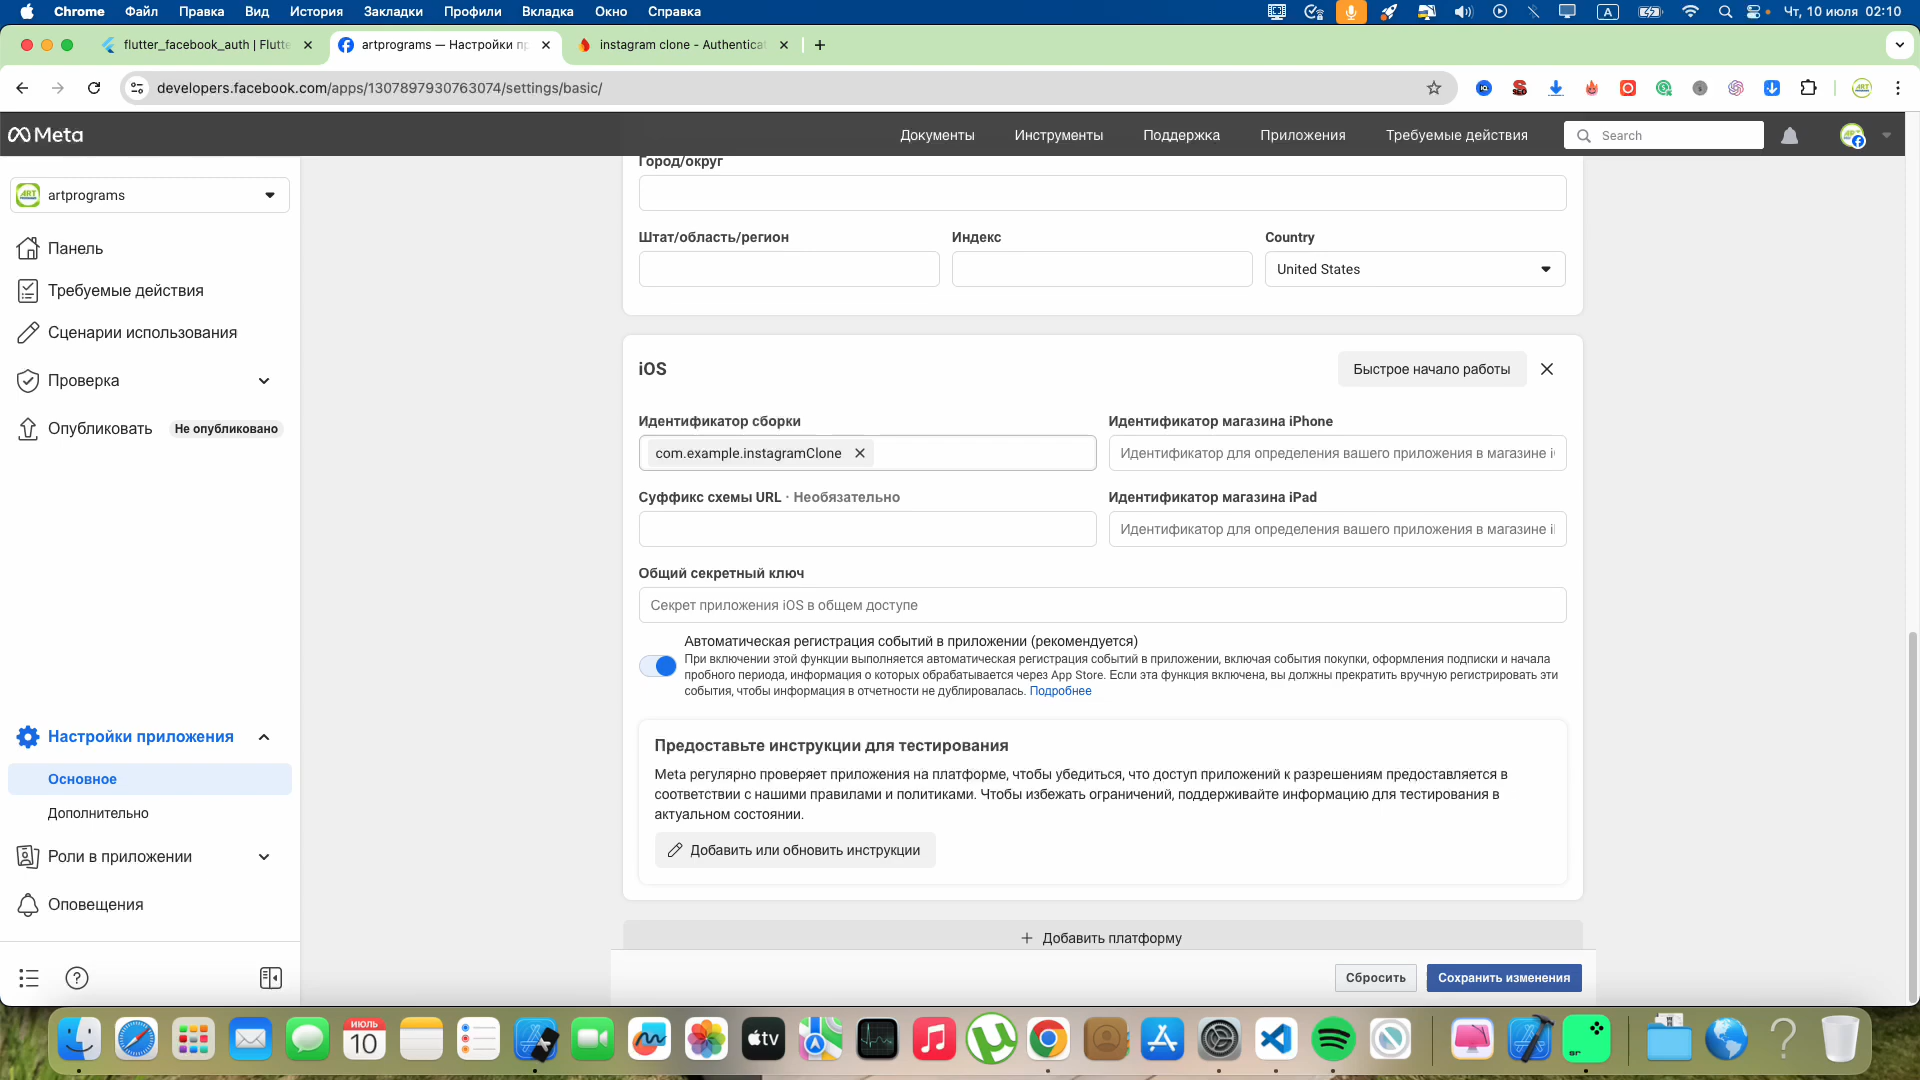 Chrome Файл Правка Вид История Закладки Профили Вкладка Окно Справка
A Чт, 10 июля 02:10
flutter_facebook_auth | Flutte
artprograms — Настройки пр
instagram clone - Authenticat
developers.facebook.com/apps/1307897930763074/settings/basic/
Meta
Документы Инструменты Поддержка Приложения Требуемые действия Search
artprograms
Панель
Требуемые действия
Сценарии использования
Проверка
Опубликовать Не опубликовано
Настройки приложения
Основное
Дополнительно
Роли в приложении
Оповещения
Город/округ
Штат/область/регион Индекс Country
United States
iOS Быстрое начало работы
Идентификатор сборки Идентификатор магазина iPhone
com.example.instagramClone Идентификатор для определения вашего приложения в магазине i
Суффикс схемы URL · Необязательно Идентификатор магазина iPad
Идентификатор для определения вашего приложения в магазине i
Общий секретный ключ
Секрет приложения iOS в общем доступе
Автоматическая регистрация событий в приложении (рекомендуется)
При включении этой функции выполняется автоматическая регистрация событий в приложении, включая события покупки, оформления подписки и начала
пробного периода, информация о которых обрабатывается через App Store. Если эта функция включена, вы должны прекратить вручную регистрировать эти
события, чтобы информация в отчетности не дублировалась. Подробнее
Предоставьте инструкции для тестирования
Meta регулярно проверяет приложения на платформе, чтобы убедиться, что доступ приложений к разрешениям предоставляется в
соответствии с нашими правилами и политиками. Чтобы избежать ограничений, поддерживайте информацию для тестирования в
актуальном состоянии.
Добавить или обновить инструкции
Добавить платформу
Сбросить Сохранить изменения
ИЮЛЬ
10
tv